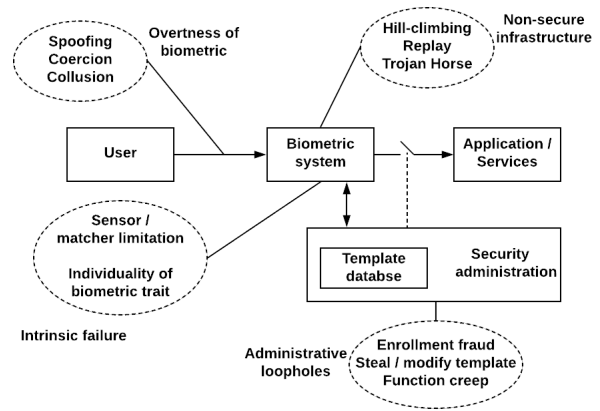 Spoofing
Coercion
Collusion
Overtness of
biometric
Hill-climbing
Replay
Trojan Horse
Non-secure
infrastructure
User
Biometric
system
Application /
Services
Sensor /
matcher limitation
Individuality of
biometric trait
Intrinsic failure
Template
databse
Security
administration
Administrative
loopholes
Enrollment fraud
Steal / modify template
Function creep